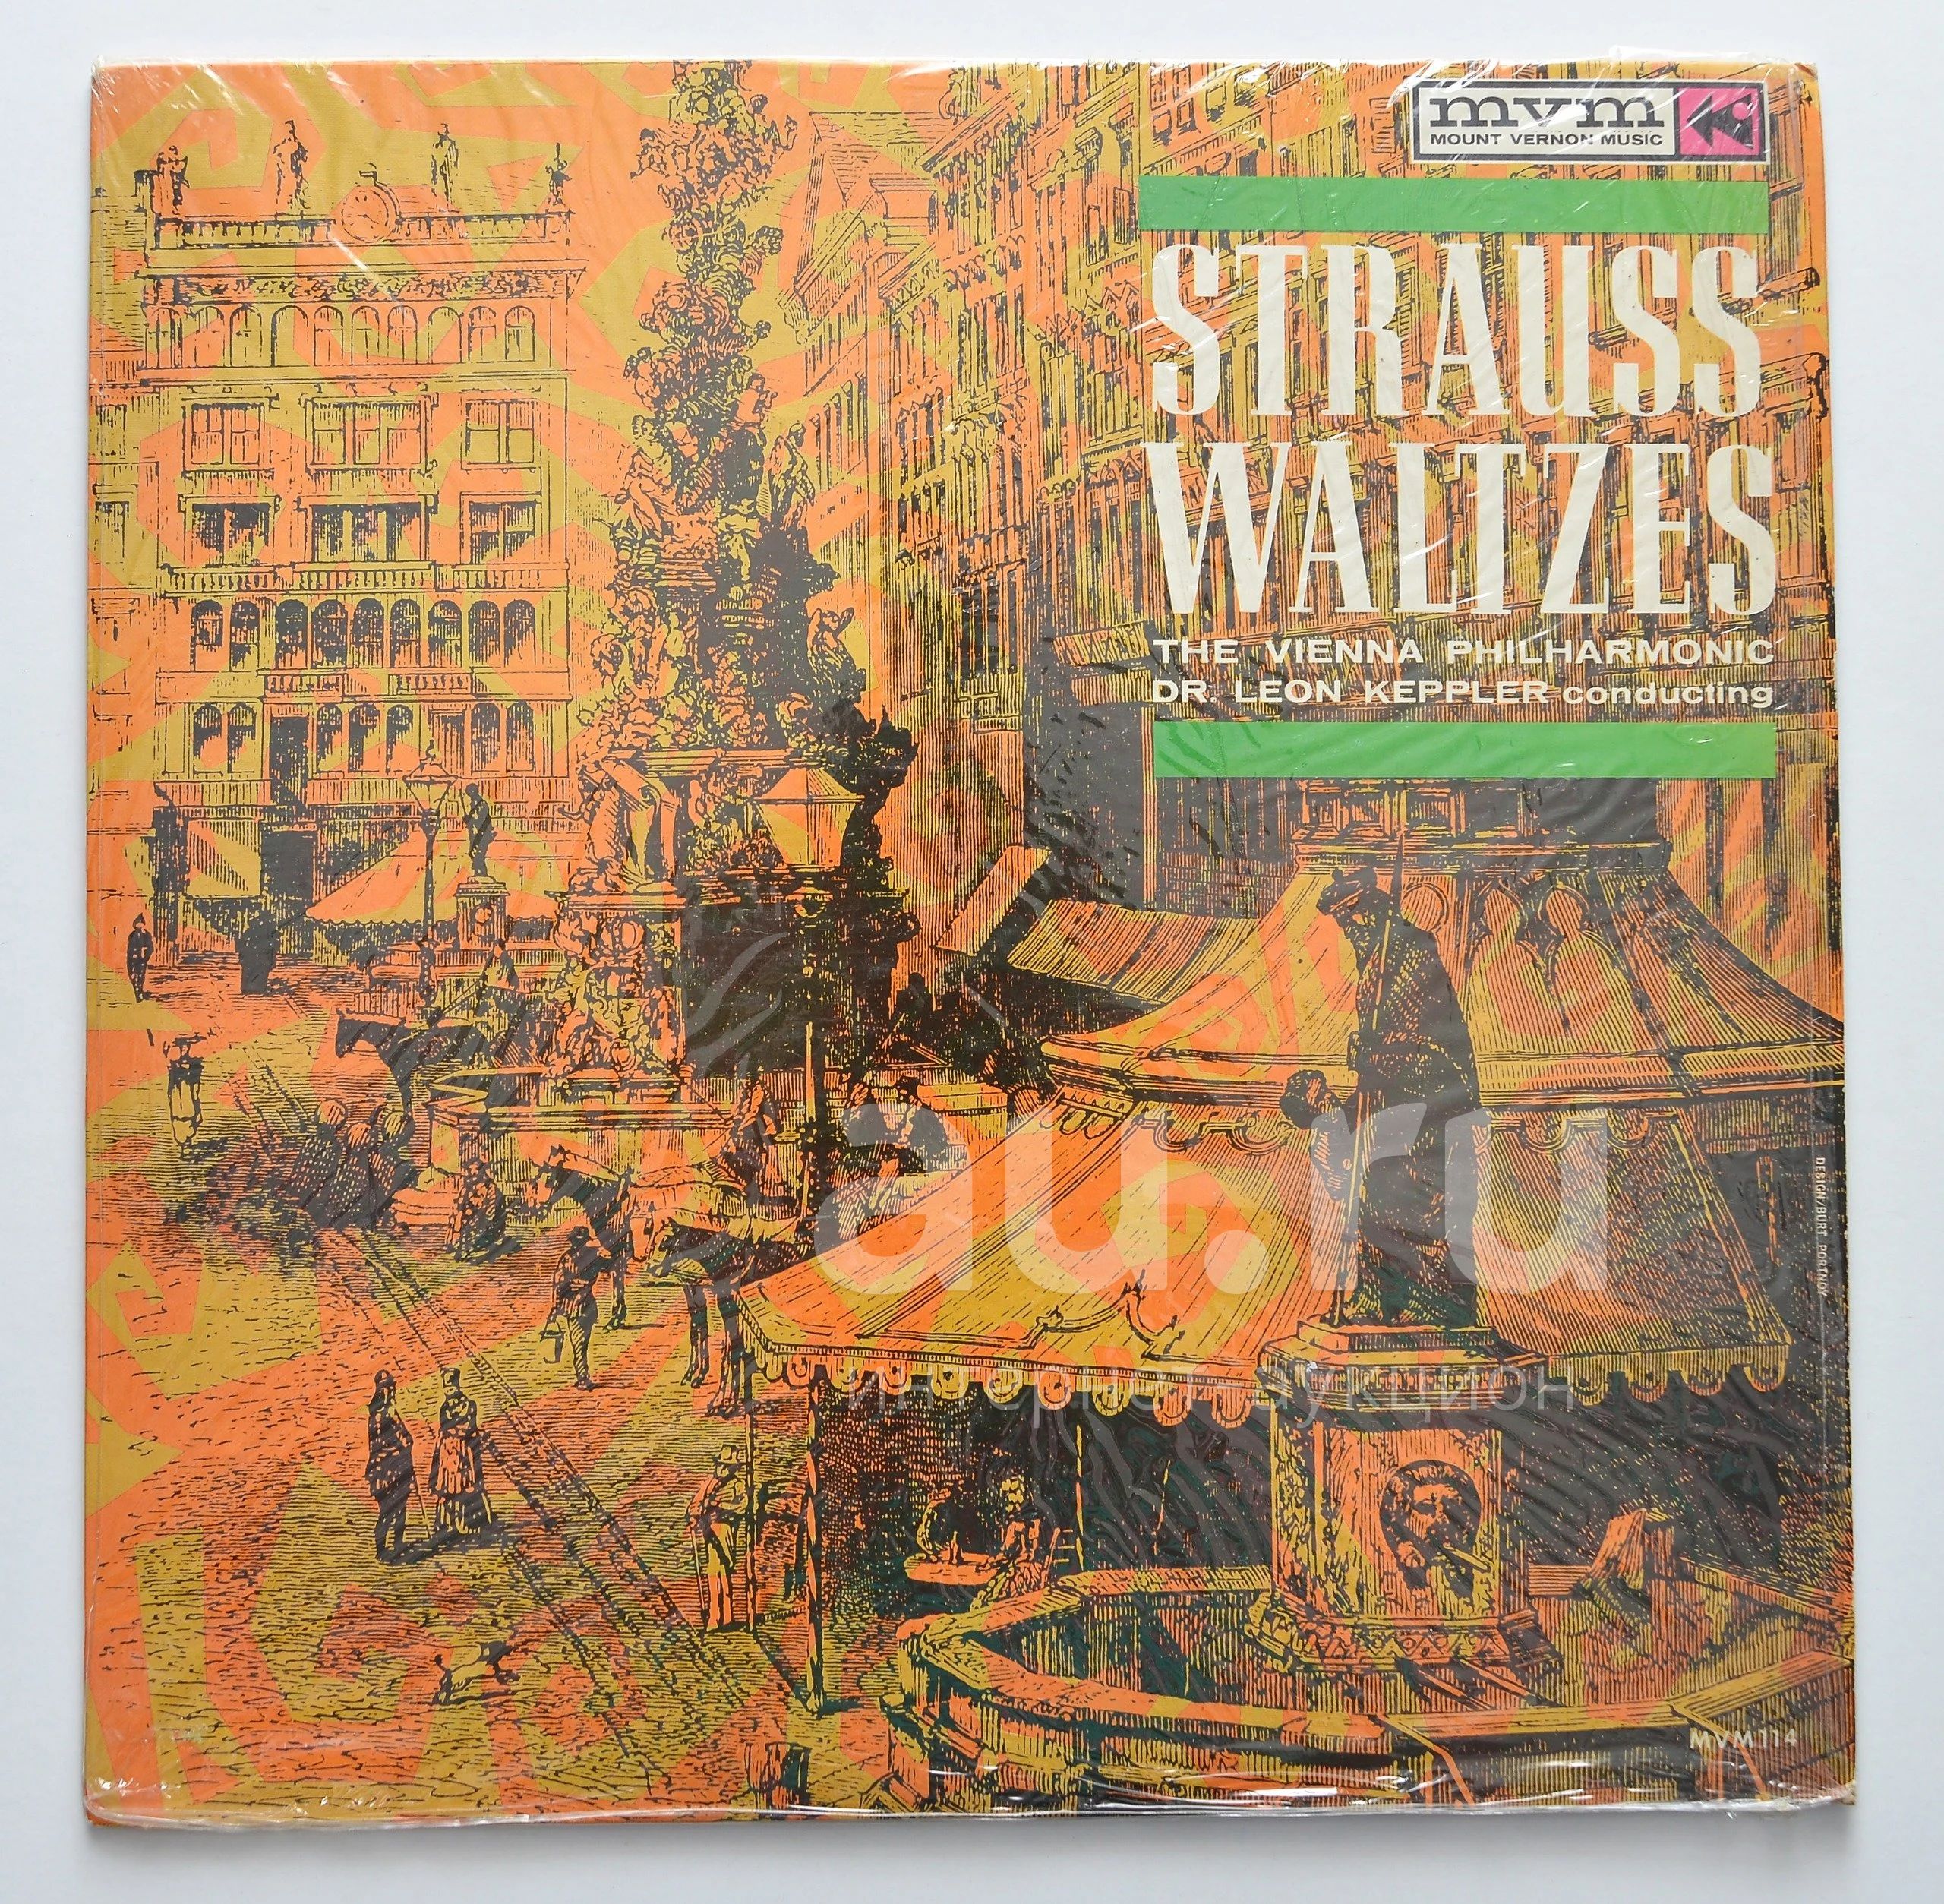 mvm
MOUNT VERNON MUSIC
STRAUSS
WALTZES
THE VIENNA PHILHARMONIC
DR. LEON KEPPLER conducting
DESIGN/BURT PORTNOY
au.ru
интернет-аукцион
MVM114